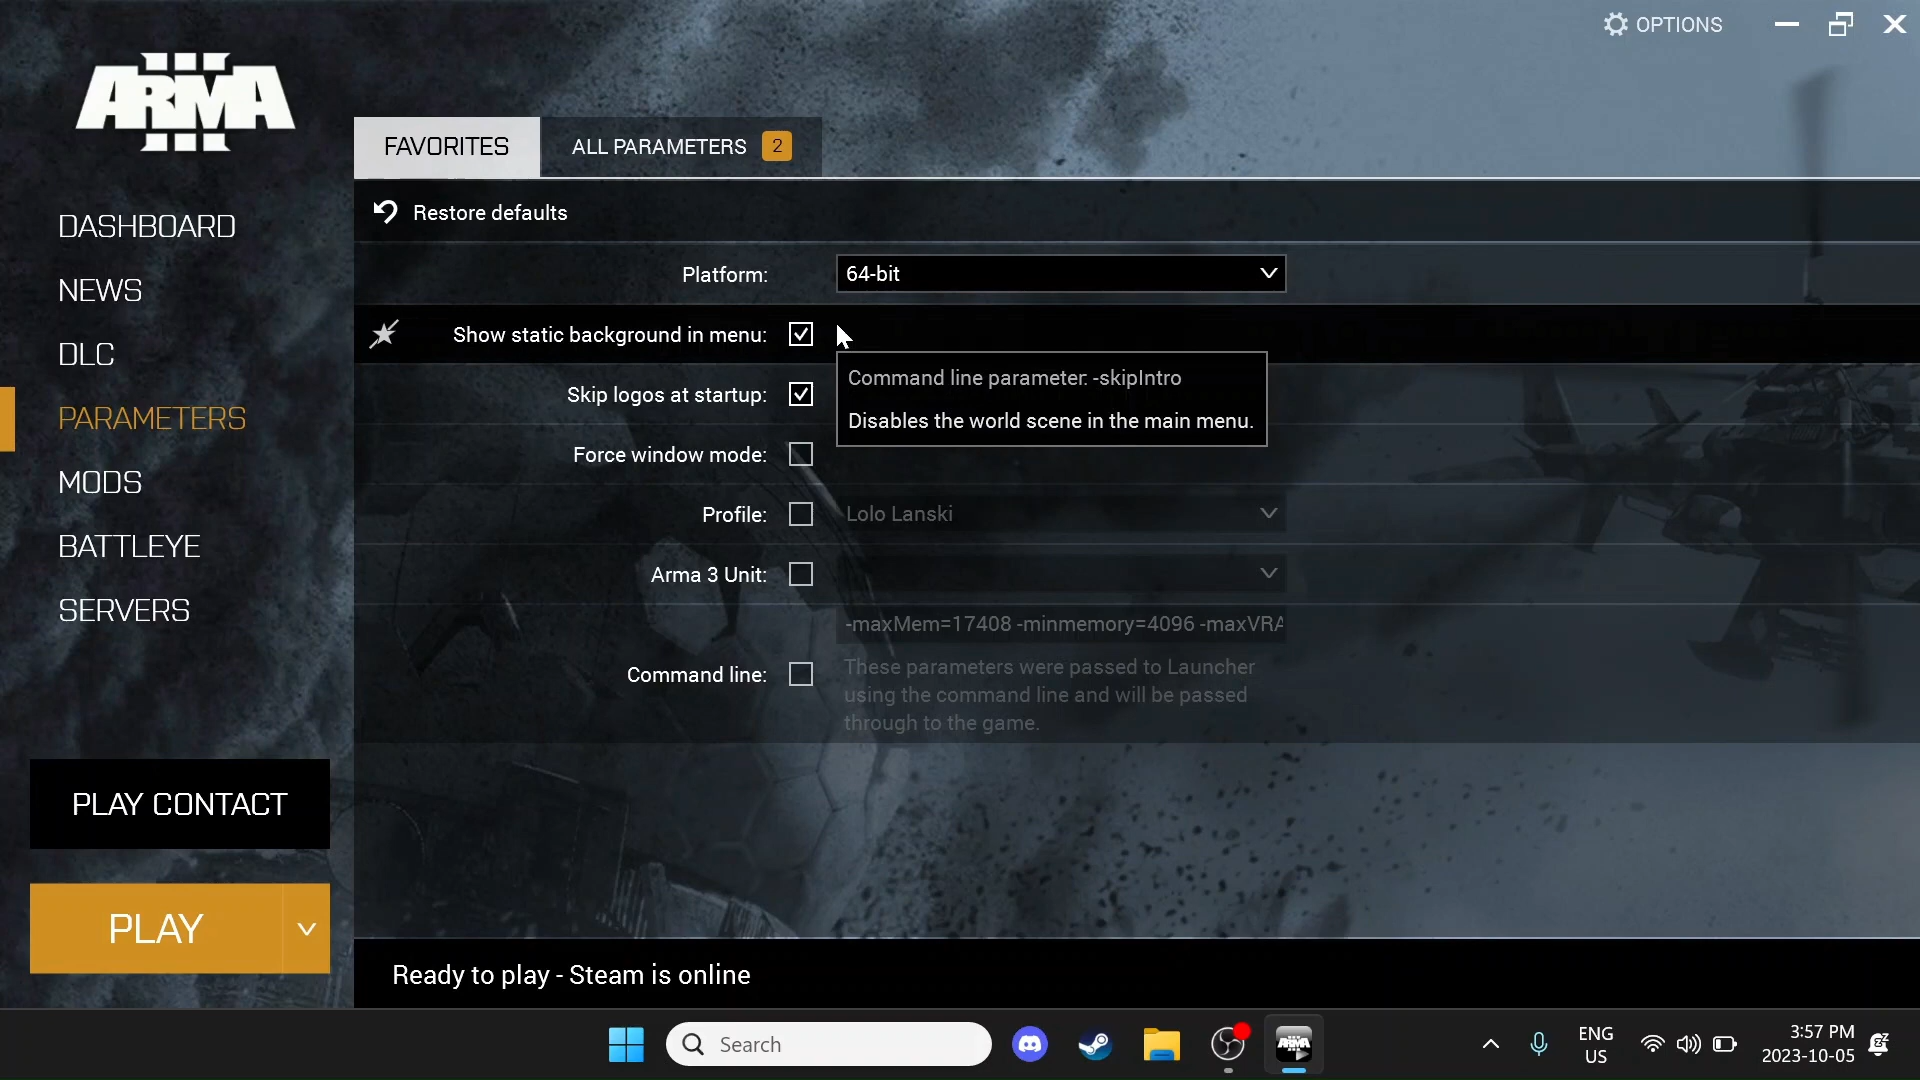 OPTIONS
ARMA
III
FAVORITES
ALL PARAMETERS 2
Restore defaults
DASHBOARD
NEWS
DLC
PARAMETERS
MODS
BATTLEYE
SERVERS
PLAY CONTACT
PLAY
Platform: 64-bit
Show static background in menu:
Command line parameter: -skipIntro
Disables the world scene in the main menu.
Skip logos at startup:
Force window mode:
Profile: Lolo Lanski
Arma 3 Unit:
-maxMem=17408 -minmemory=4096 -maxVRA
Command line:
These parameters were passed to Launcher
using the command line and will be passed
through to the game.
Ready to play - Steam is online
Search
ARMA
ENG
US
3:57 PM
2023-10-05